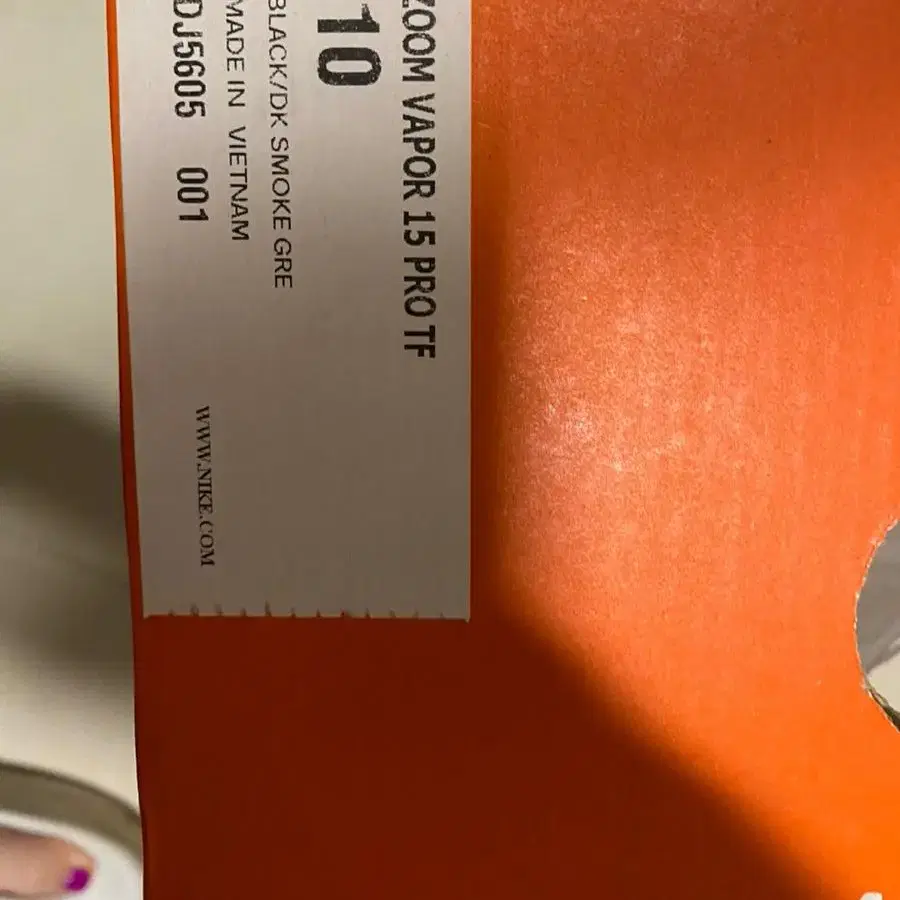 ZOOM VAPOR 15 PRO TF
10
BLACK/DK SMOKE GRE
MADE IN VIETNAM
DJ5605 001
WWW.NIKE.COM